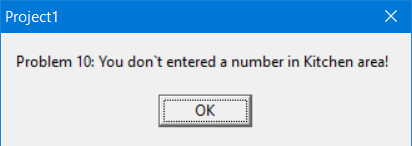 Project1
Problem 10: You don`t entered a number in Kitchen area!
OK